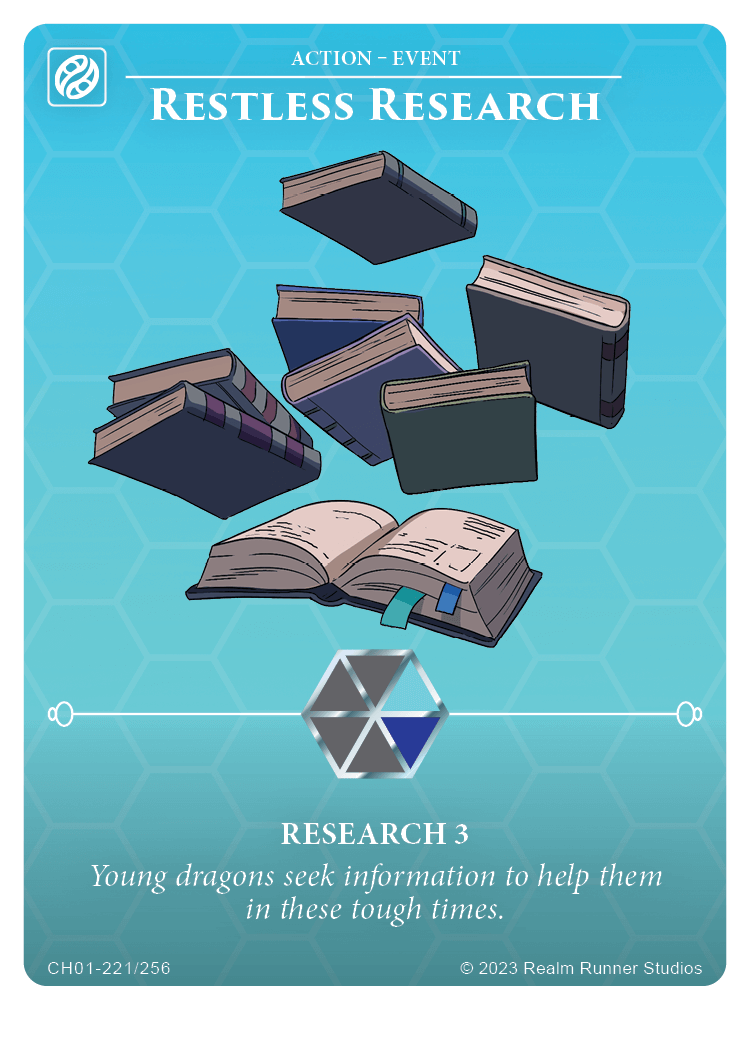 ACTION – EVENT
RESTLESS RESEARCH
RESEARCH 3
Young dragons seek information to help them
in these tough times.
CH01-221/256
© 2023 Realm Runner Studios